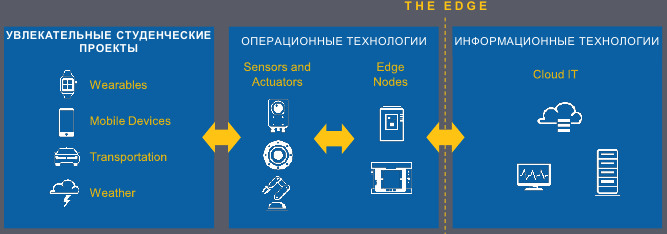 THE EDGE
УВЛЕКАТЕЛЬНЫЕ СТУДЕНЧЕСКИЕ
ПРОЕКТЫ
Wearables
Mobile Devices
Transportation
Weather
ОПЕРАЦИОННЫЕ ТЕХНОЛОГИИ
Sensors and
Actuators
Edge
Nodes
ИНФОРМАЦИОННЫЕ ТЕХНОЛОГИИ
Cloud IT